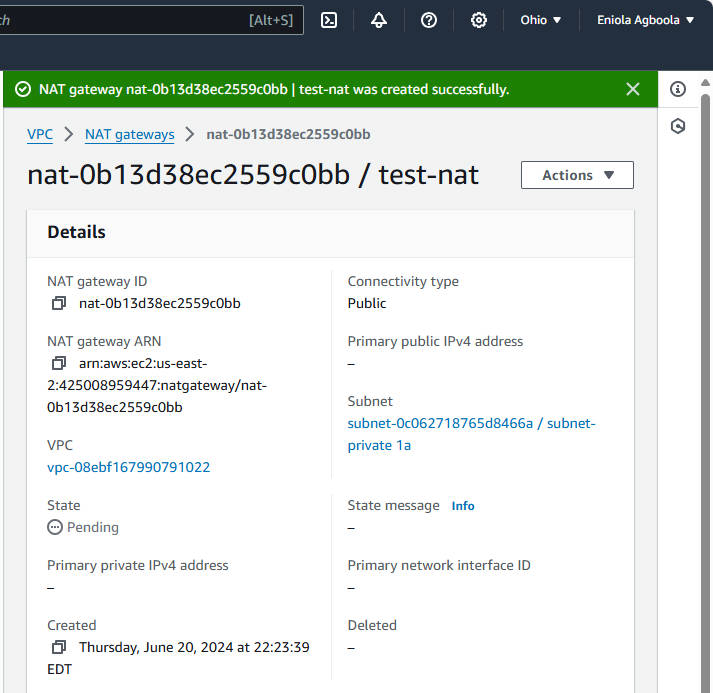 [Alt+S]
Ohio
Eniola Agboola
NAT gateway nat-0b13d38ec2559c0bb | test-nat was created successfully.
VPC
NAT gateways
nat-0b13d38ec2559c0bb
nat-0b13d38ec2559c0bb / test-nat
Actions
Details
NAT gateway ID
nat-0b13d38ec2559c0bb
Connectivity type
Public
NAT gateway ARN
arn:aws:ec2:us-east-
2:425008959447:natgateway/nat-
0b13d38ec2559c0bb
Primary public IPv4 address
–
Subnet
subnet-0c062718765d8466a / subnet-
private 1a
VPC
vpc-08ebf167990791022
State
Pending
State message Info
–
Primary private IPv4 address
–
Primary network interface ID
–
Created
Thursday, June 20, 2024 at 22:23:39
EDT
Deleted
–